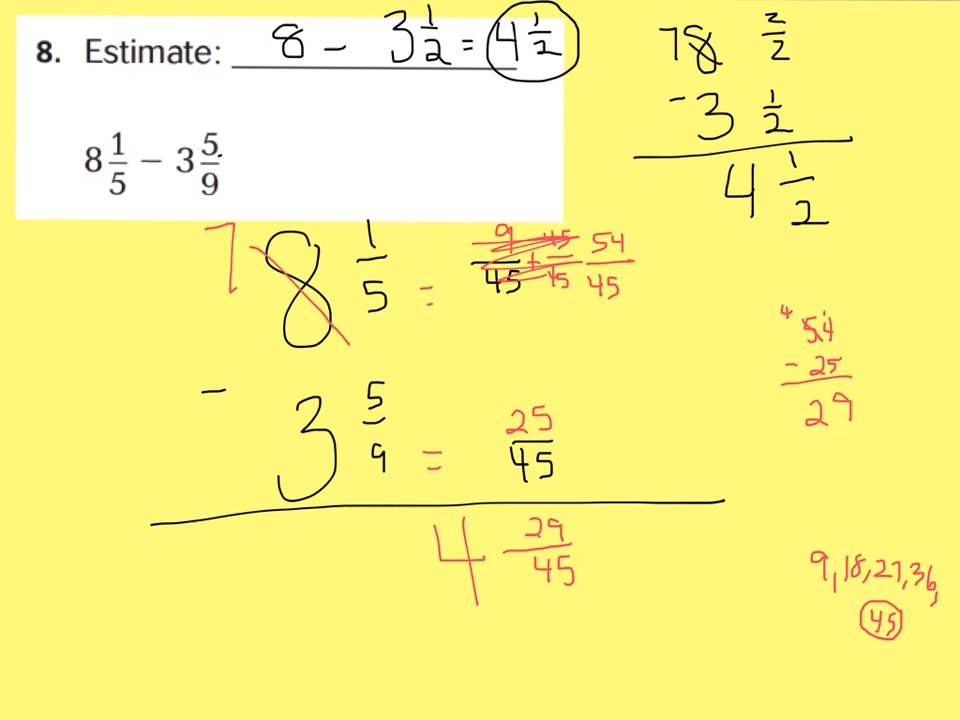 8. Estimate: 8 - 3 1/2 = 4 1/2
8 1/5 − 3 5/9
7 8 2/2
- 3 1/2
4 1/2
7 8 1/5 = 9/45 + 45/45 54/45
- 3 5/9 = 25/45
4 29/45
4 54
- 25
29
9, 18, 27, 36,
45